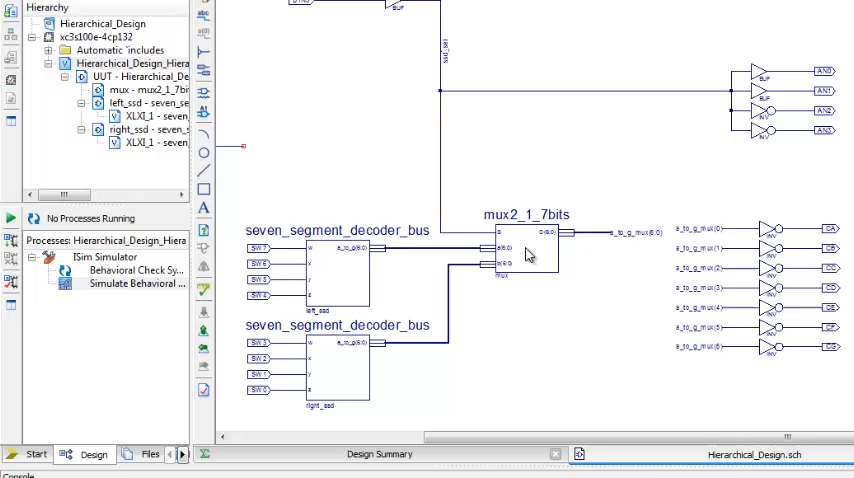 Hierarchy
Hierarchical_Design
xc3s100e-4cp132
Automatic `includes
Hierarchical_Design_Hiera
UUT - Hierarchical_De
mux - mux2_1_7bi
left_ssd - seven_se
XLXI_1 - seven_
right_ssd - seven_s
XLXI_1 - seven_
No Processes Running
Processes: Hierarchical_Design_Hiera
ISim Simulator
Behavioral Check Sy...
Simulate Behavioral ...
Start
Design
Files
Console
BUF
ssd_sel
BUF
BUF
INV
INV
AN0
AN1
AN2
AN3
seven_segment_decoder_bus
SW 7
SW 6
SW 5
SW 4
w
x
y
z
a_to_g(6:0)
left_ssd
seven_segment_decoder_bus
SW 3
SW 2
SW 1
SW 0
w
x
y
z
a_to_g(6:0)
right_ssd
mux2_1_7bits
S
a(6:0)
b(6:0)
mux
a_to_g_mux(6:0)
a_to_g_mux(0)
INV
CA
a_to_g_mux(1)
INV
CB
a_to_g_mux(2)
INV
CC
a_to_g_mux(3)
INV
CD
a_to_g_mux(4)
INV
CE
a_to_g_mux(5)
INV
CF
a_to_g_mux(6)
INV
CG
Design Summary
Hierarchical_Design.sch